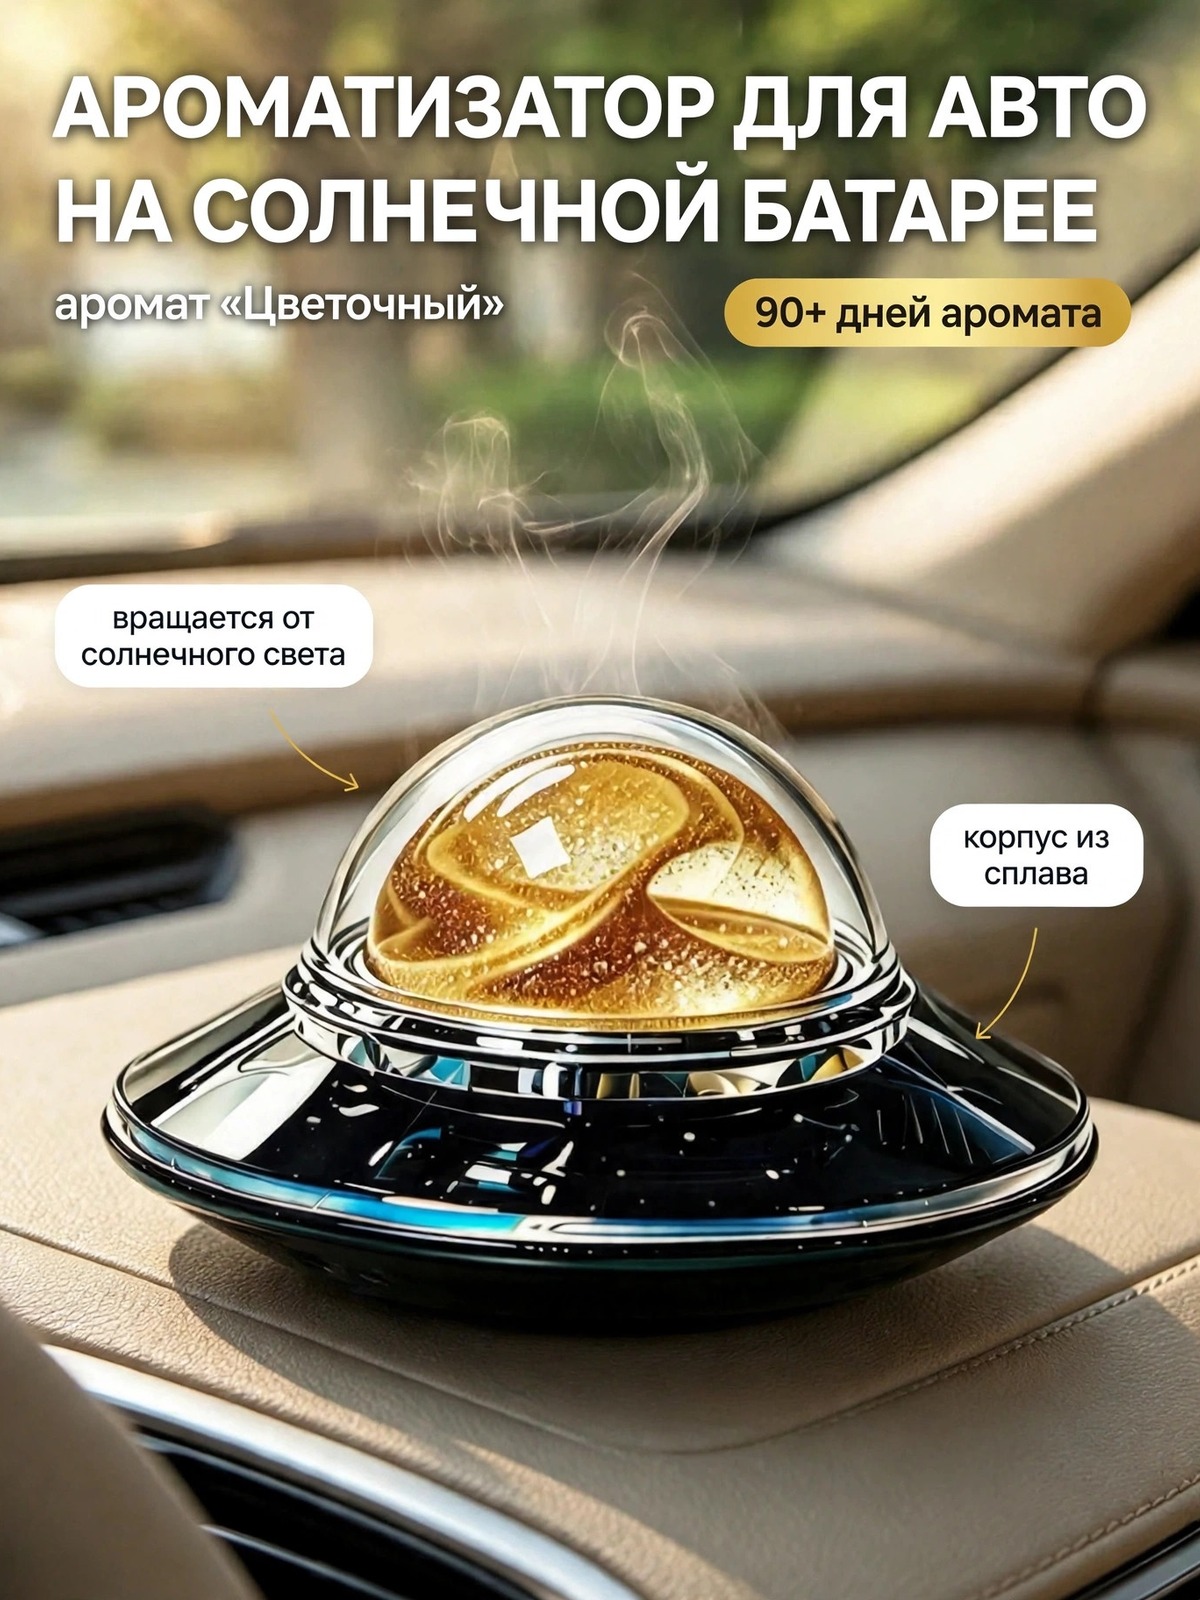 АРОМАТИЗАТОР ДЛЯ АВТО
НА СОЛНЕЧНОЙ БАТАРЕЕ
аромат «Цветочный»
90+ дней аромата
вращается от
солнечного света
корпус из
сплава